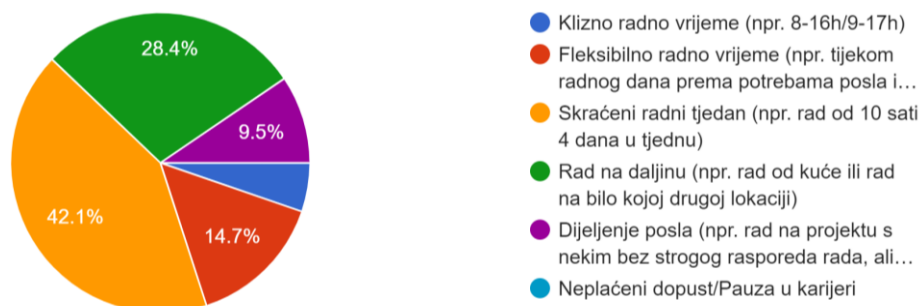 28.4%
9.5%
42.1%
14.7%
Klizno radno vrijeme (npr. 8-16h/9-17h)
Fleksibilno radno vrijeme (npr. tijekom
radnog dana prema potrebama posla i…
Skraćeni radni tjedan (npr. rad od 10 sati
4 dana u tjednu)
Rad na daljinu (npr. rad od kuće ili rad
na bilo kojoj drugoj lokaciji)
Dijeljenje posla (npr. rad na projektu s
nekim bez strogog rasporeda rada, ali…
Neplaćeni dopust/Pauza u karijeri